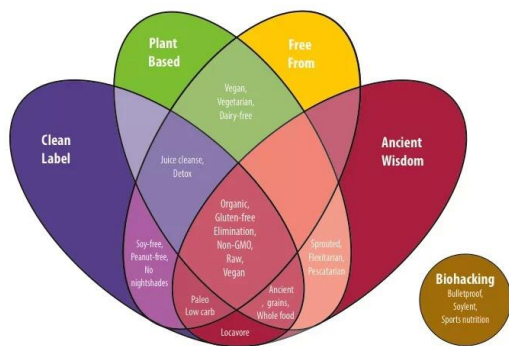 Plant
Based
Free
From
Clean
Label
Ancient
Wisdom
Vegan,
Vegetarian,
Dairy-free
Juice cleanse,
Detox
Organic,
Gluten-free
Elimination,
Non-GMO,
Raw,
Vegan
Soy-free,
Peanut-free,
No
nightshades
Sprouted,
Flexitarian,
Pescatarian
Paleo
Low carb
Ancient
, grains,
Whole food
Locavore
Biohacking
Bulletproof,
Soylent,
Sports nutrition